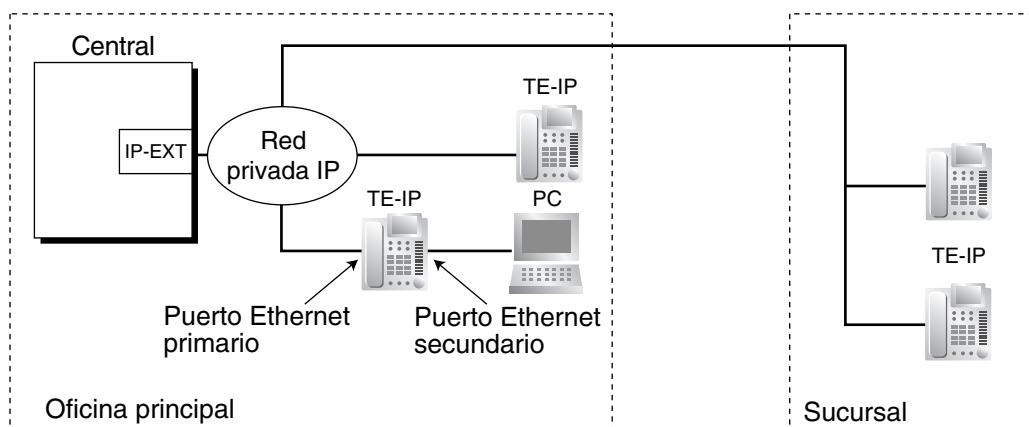 Central
IP-EXT
Red
privada IP
TE-IP
TE-IP
PC
Puerto Ethernet
primario
Puerto Ethernet
secundario
Oficina principal
TE-IP
Sucursal